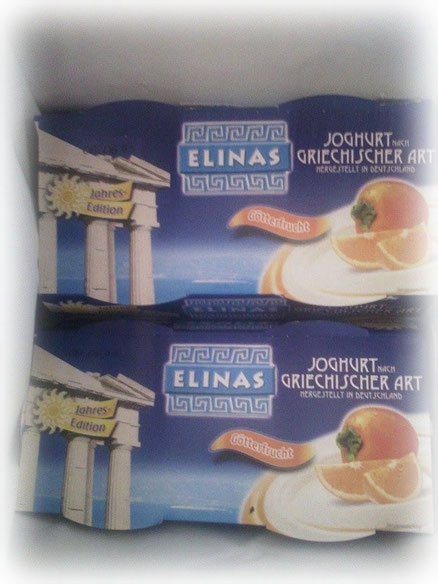 ELINAS
JOGHURT NACH
GRIECHISCHER ART
HERGESTELLT IN DEUTSCHLAND
Jahres-
Edition
Götterfrucht
ELINAS
ELINAS
JOGHURT NACH
GRIECHISCHER ART
HERGESTELLT IN DEUTSCHLAND
Jahres-
Edition
Götterfrucht